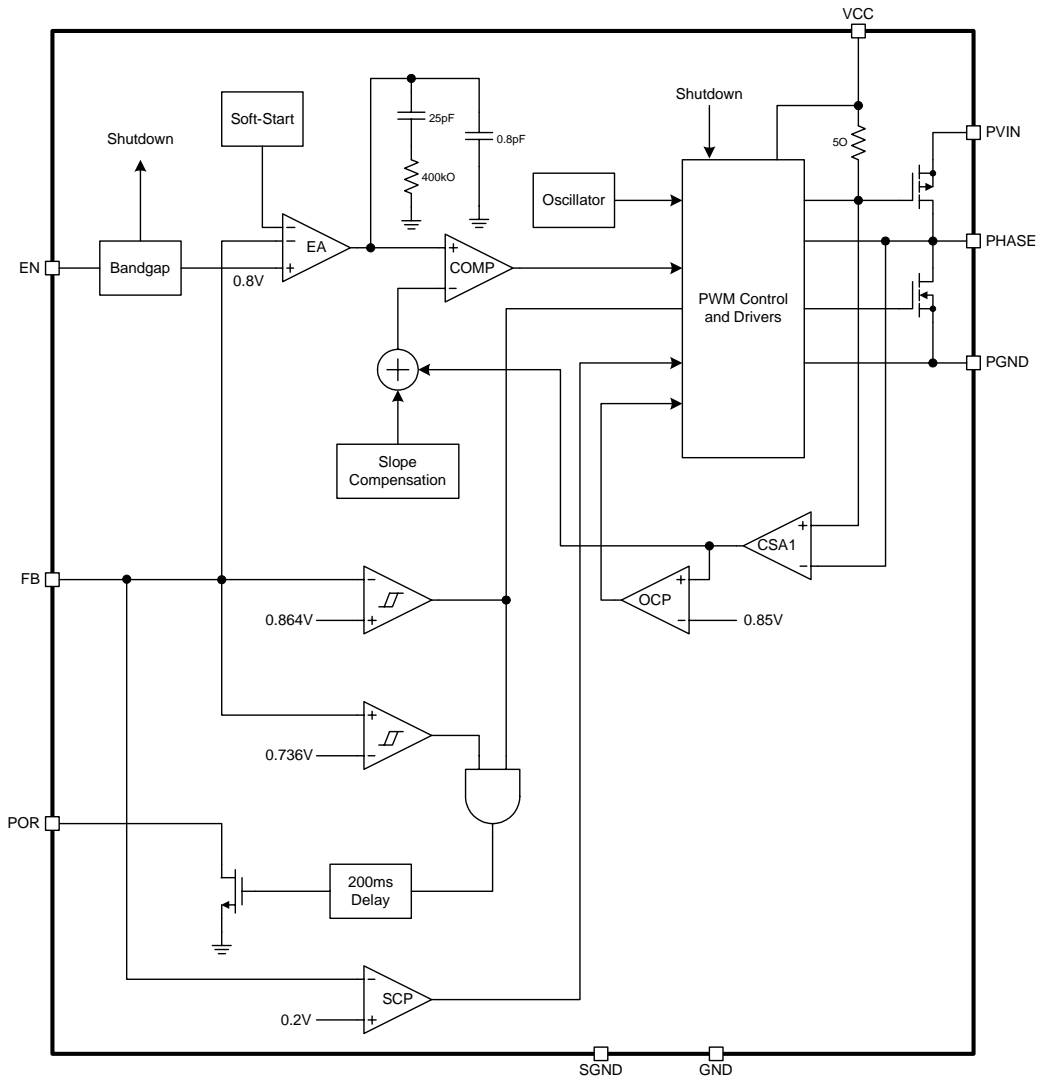 VCC
Soft-Start
25pF
0.8pF
400kO
Shutdown
Shutdown
5O
PVIN
Oscillator
EA
EN
Bandgap
0.8V
COMP
PHASE
PWM Control
and Drivers
PGND
Slope
Compensation
CSA1
FB
OCP
0.864V
0.85V
0.736V
POR
200ms
Delay
SCP
0.2V
SGND
GND